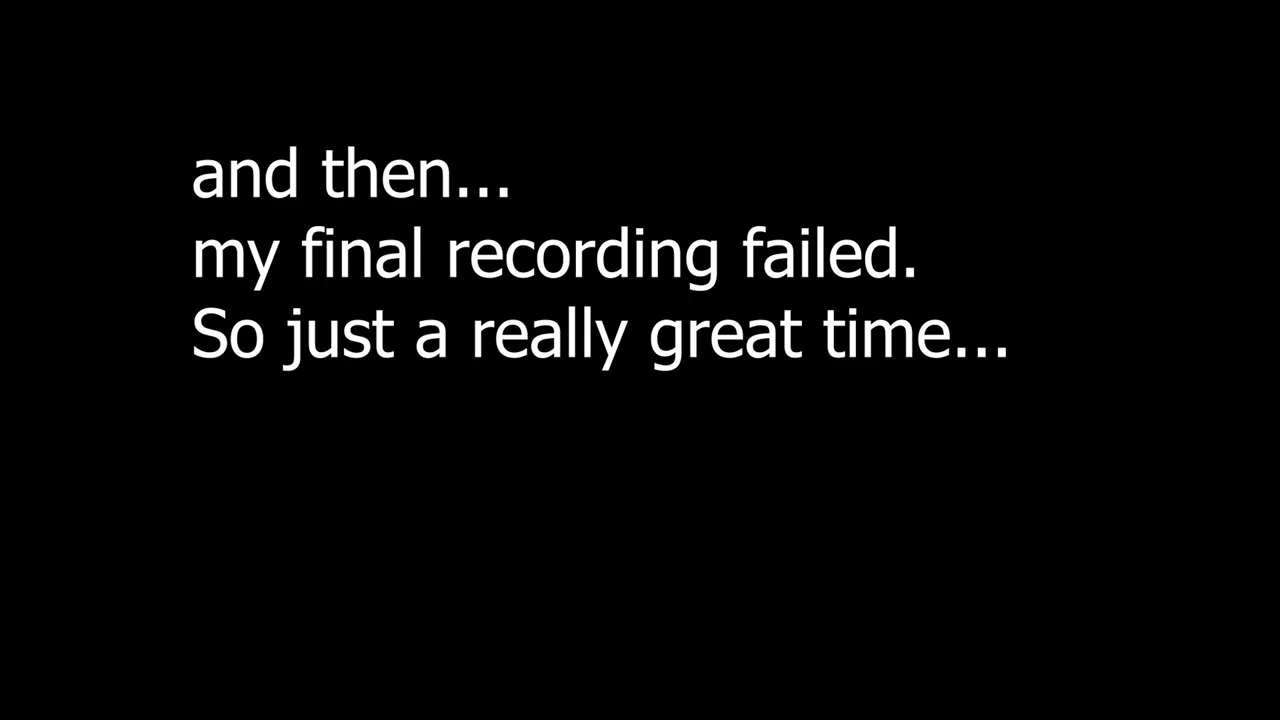 and then...
my final recording failed.
So just a really great time...